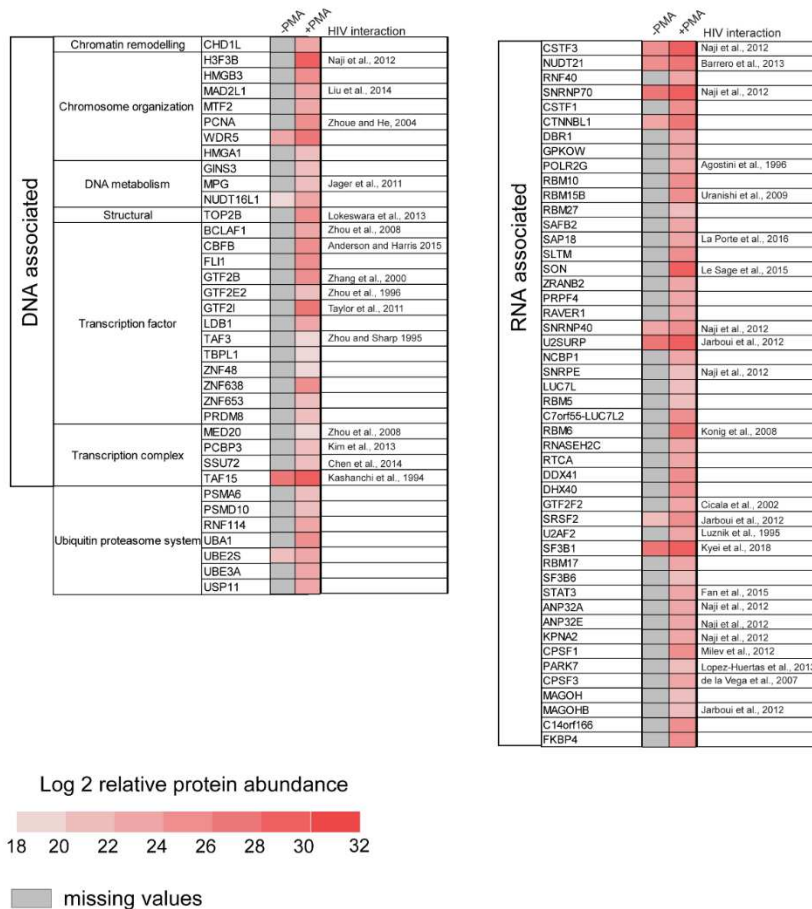 -PMA +PMA HIV interaction
DNA associated
Chromatin remodelling CHD1L
Chromosome organization
H3F3B Naji et al., 2012
HMGB3
MAD2L1 Liu et al., 2014
MTF2
PCNA Zhoue and He, 2004
WDR5
HMGA1
DNA metabolism
GINS3
MPG Jager et al., 2011
NUDT16L1
Structural TOP2B Lokeswara et al., 2013
Transcription factor
BCLAF1 Zhou et al., 2008
CBFB Anderson and Harris 2015
FLI1
GTF2B Zhang et al., 2000
GTF2E2 Zhou et al., 1996
GTF2I Taylor et al., 2011
LDB1
TAF3 Zhou and Sharp 1995
TBPL1
ZNF48
ZNF638
ZNF653
PRDM8
Transcription complex
MED20 Zhou et al., 2008
PCBP3 Kim et al., 2013
SSU72 Chen et al., 2014
TAF15 Kashanchi et al., 1994
Ubiquitin proteasome system
PSMA6
PSMD10
RNF114
UBA1
UBE2S
UBE3A
USP11
-PMA +PMA HIV interaction
RNA associated
CSTF3 Naji et al., 2012
NUDT21 Barrero et al., 2013
RNF40
SNRNP70 Naji et al., 2012
CSTF1
CTNNBL1
DBR1
GPKOW
POLR2G Agostini et al., 1996
RBM10
RBM15B Uranishi et al., 2009
RBM27
SAFB2
SAP18 La Porte et al., 2016
SLTM
SON Le Sage et al., 2015
ZRANB2
PRPF4
RAVER1
SNRNP40 Naji et al., 2012
U2SURP Jarboui et al., 2012
NCBP1
SNRPE Naji et al., 2012
LUC7L
RBM5
C7orf55-LUC7L2
RBM6 Konig et al., 2008
RNASEH2C
RTCA
DDX41
DHX40
GTF2F2 Cicala et al., 2002
SRSF2 Jarboui et al., 2012
U2AF2 Luznik et al., 1995
SF3B1 Kyei et al., 2018
RBM17
SF3B6
STAT3 Fan et al., 2015
ANP32A Naji et al., 2012
ANP32E Naji et al., 2012
KPNA2 Naji et al., 2012
CPSF1 Milev et al., 2012
PARK7 Lopez-Huertas et al., 2013
CPSF3 de la Vega et al., 2007
MAGOH
MAGOHB Jarboui et al., 2012
C14orf166
FKBP4
Log 2 relative protein abundance
18 20 22 24 26 28 30 32
missing values